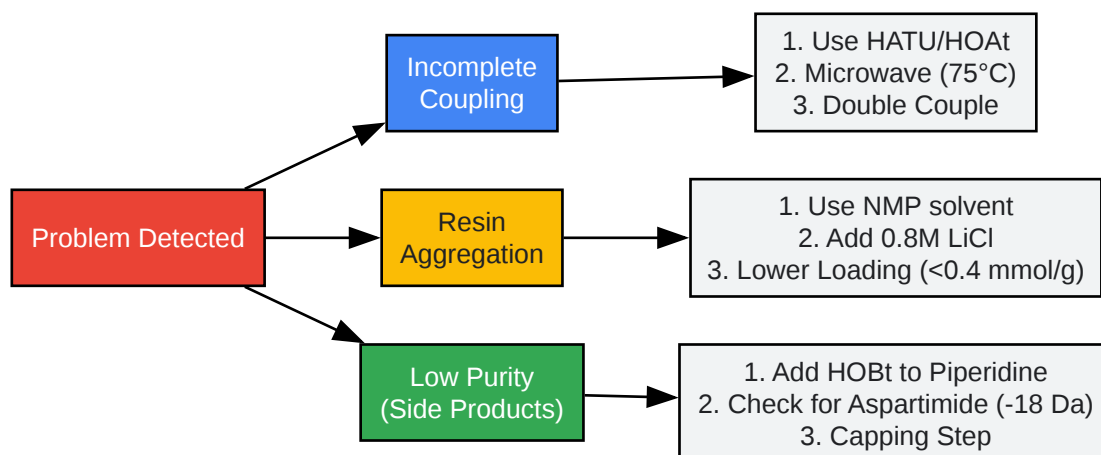 Problem Detected
Incomplete
Coupling
1. Use HATU/HOAt
2. Microwave (75°C)
3. Double Couple
Resin
Aggregation
1. Use NMP solvent
2. Add 0.8M LiCl
3. Lower Loading (<0.4 mmol/g)
Low Purity
(Side Products)
1. Add HOBt to Piperidine
2. Check for Aspartimide (-18 Da)
3. Capping Step